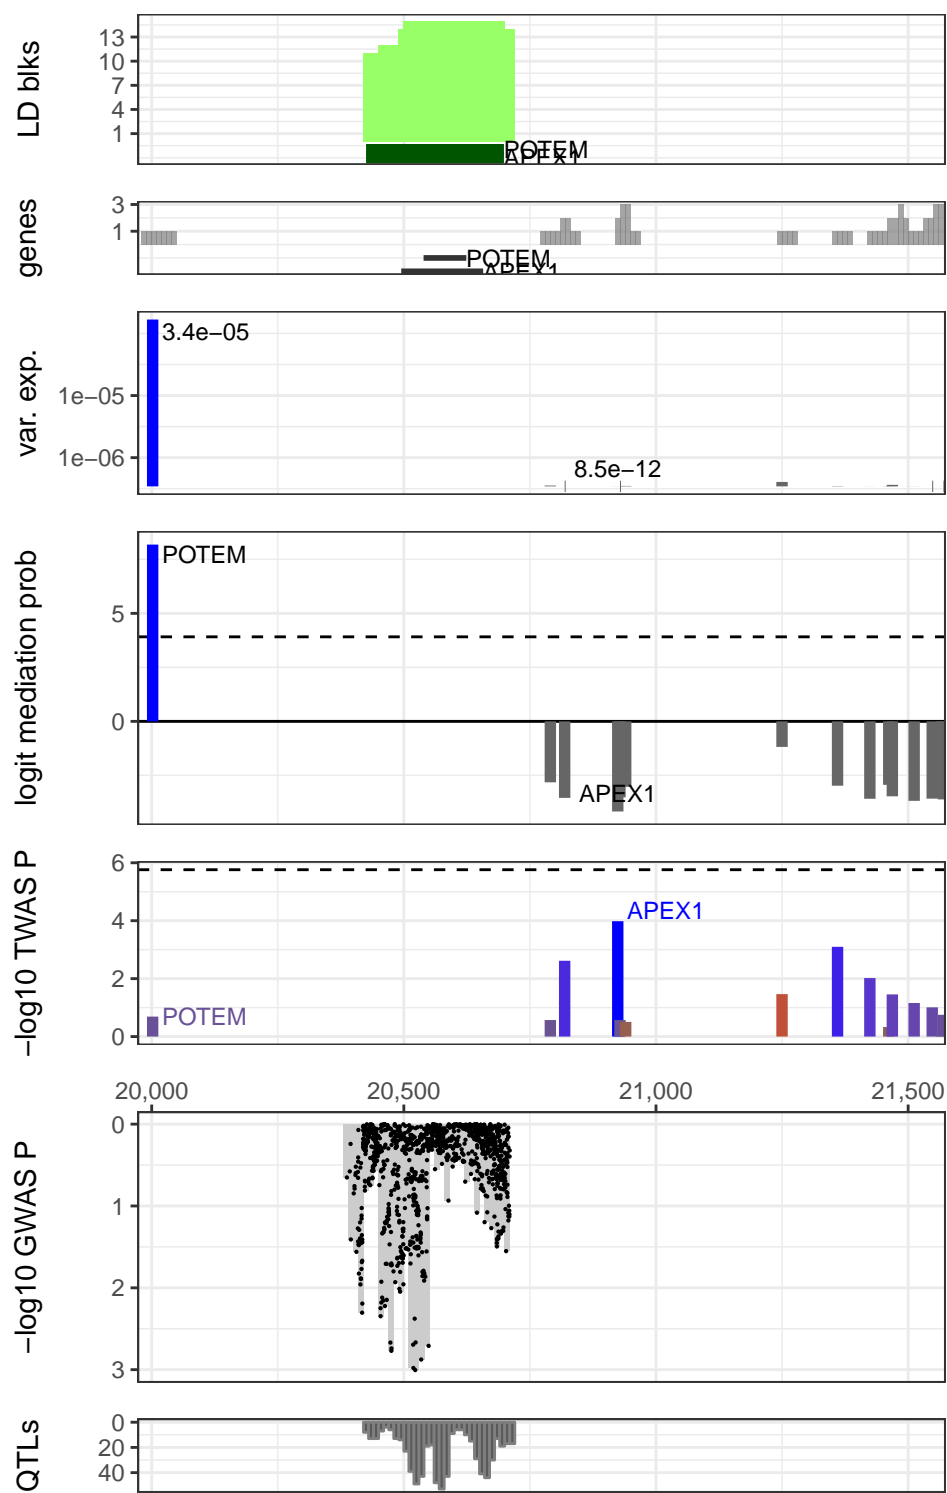 LD blks
13
10
7
4
1
POTEM
APEX1
genes
3
1
POTEM
APEX1
var. exp.
3.4e−05
1e−05
1e−06
8.5e−12
logit mediation prob
POTEM
5
0
APEX1
−log10 TWAS P
6
4
APEX1
2
POTEM
0
20,000 20,500 21,000 21,500
−log10 GWAS P
0
1
2
3
QTLs
0
20
40